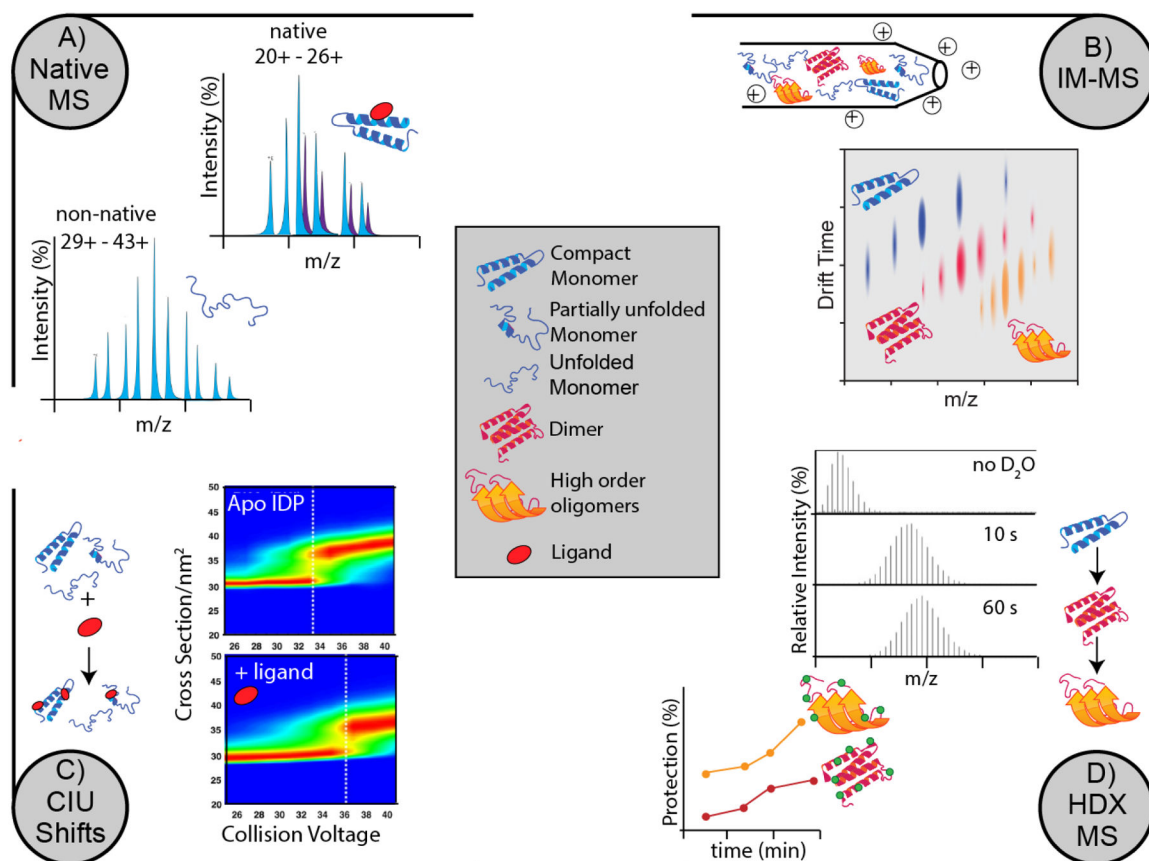 A)
Native
MS
native
20+ - 26+
Intensity (%)
m/z
non-native
29+ - 43+
Intensity (%)
m/z
B)
IM-MS
+
+
+
+
+
+
Drift Time
m/z
Compact
Monomer
Partially unfolded
Monomer
Unfolded
Monomer
Dimer
High order
oligomers
Ligand
C)
CIU
Shifts
+
Cross Section/nm²
Apo IDP
50
45
40
35
30
25
20
26 28 30 32 34 36 38 40
+ ligand
50
45
40
35
30
25
20
26 28 30 32 34 36 38 40
Collision Voltage
D)
HDX
MS
Relative Intensity (%)
no D₂O
10 s
60 s
m/z
Protection (%)
time (min)